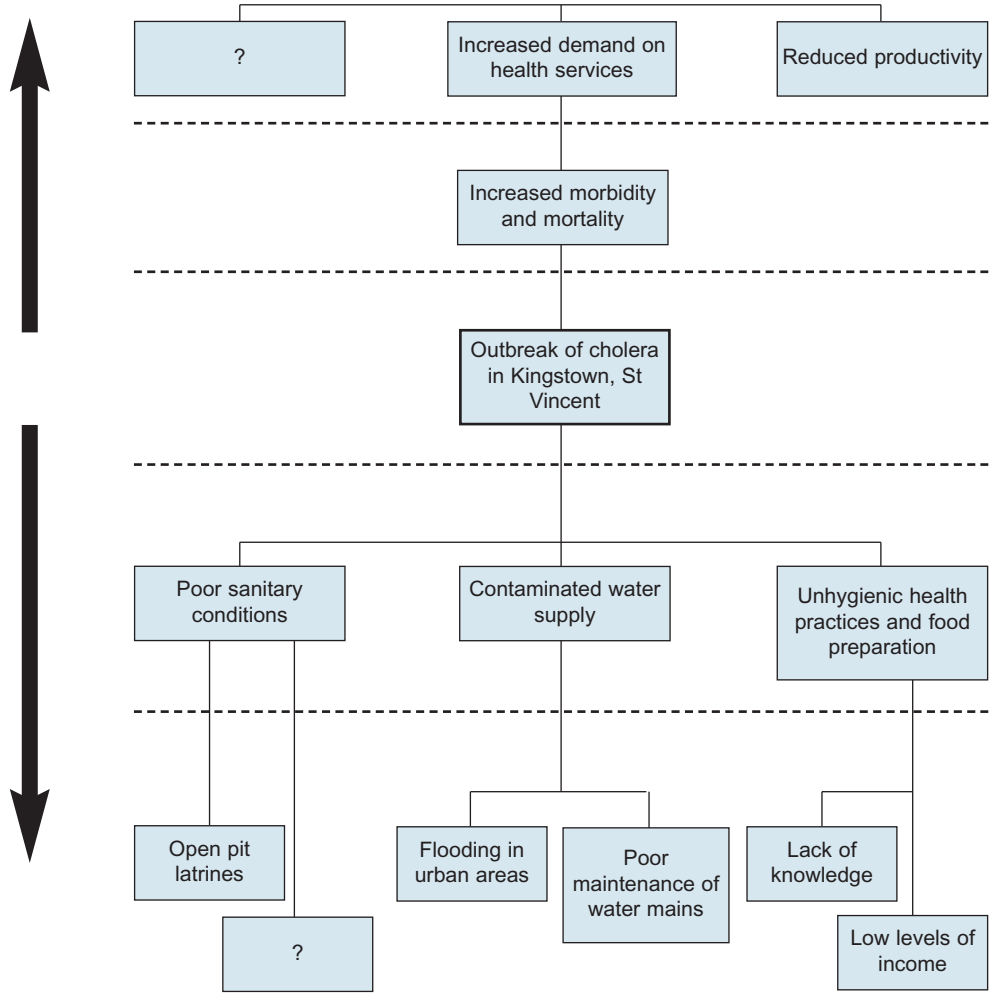 ?
Increased demand on
health services
Reduced productivity
Increased morbidity
and mortality
Outbreak of cholera
in Kingstown, St
Vincent
Poor sanitary
conditions
Contaminated water
supply
Unhygienic health
practices and food
preparation
Open pit
latrines
?
Flooding in
urban areas
Poor
maintenance of
water mains
Lack of
knowledge
Low levels of
income